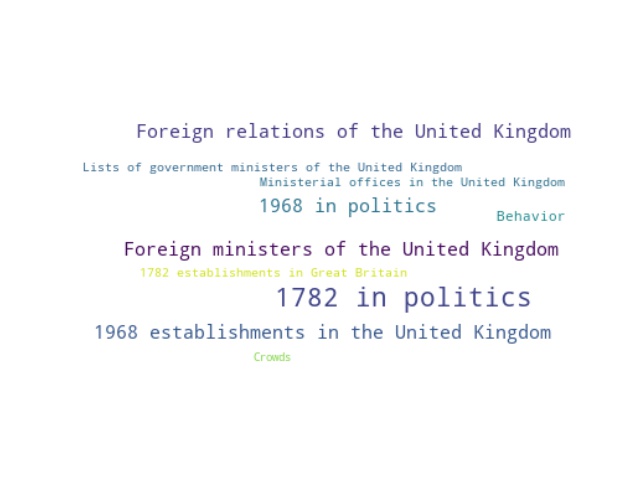 Foreign relations of the United Kingdom
Lists of government ministers of the United Kingdom
Ministerial offices in the United Kingdom
1968 in politics
Behavior
Foreign ministers of the United Kingdom
1782 establishments in Great Britain
1782 in politics
1968 establishments in the United Kingdom
Crowds